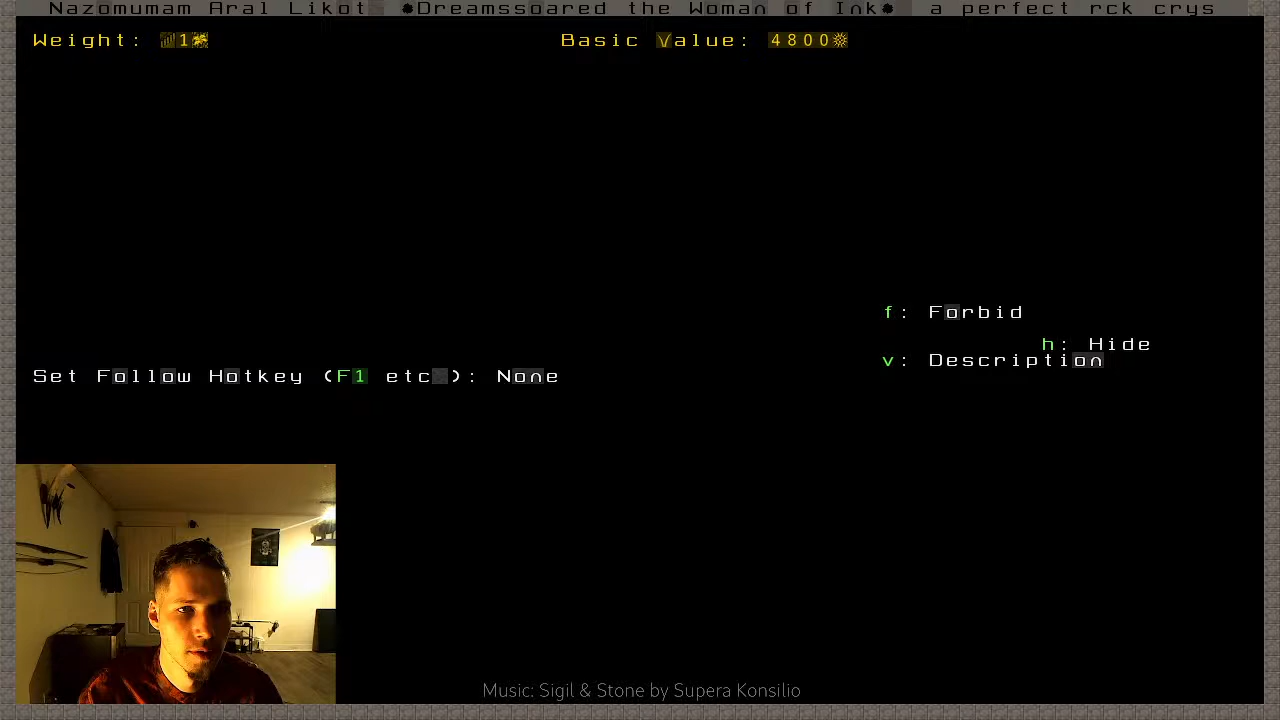 Nazomumam Aral Likot ✹Dreamssoared the Woman of Ink✹ a perfect rck crys
Weight: 1 Basic Value: 4800☼
f: Forbid
h: Hide
v: Description
Set Follow Hotkey (F1 etc ): None
Music: Sigil & Stone by Supera Konsilio